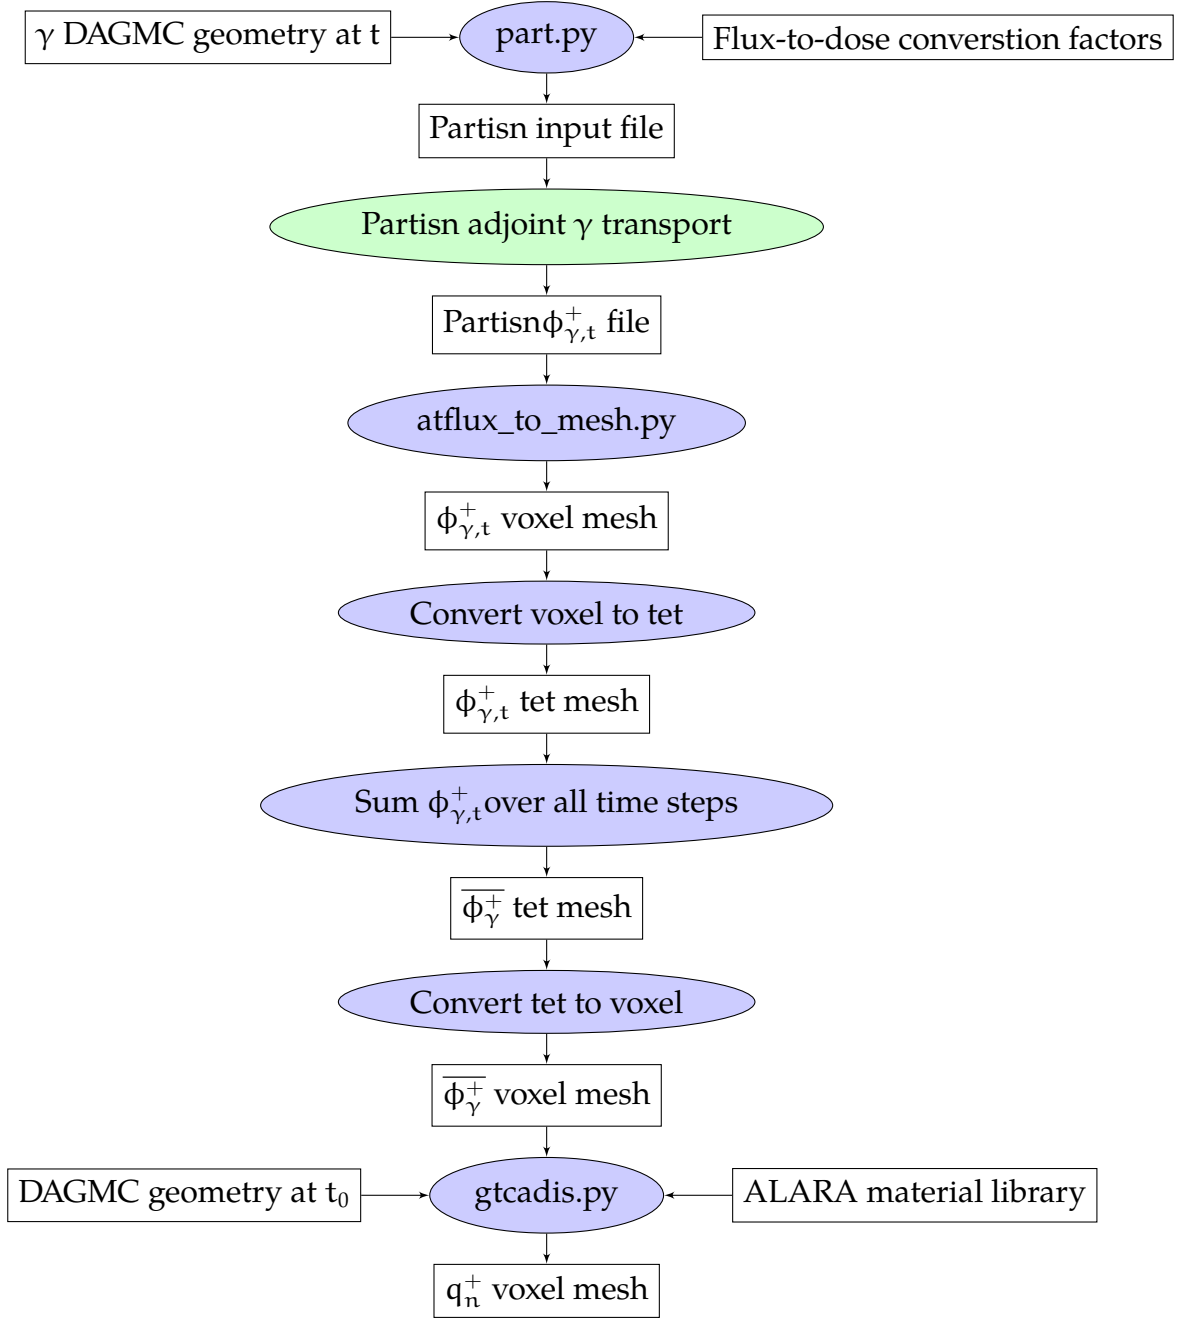 γ DAGMC geometry at t
part.py
Flux-to-dose converstion factors
Partisn input file
Partisn adjoint γ transport
Partisnϕ⁺γ,t file
atflux_to_mesh.py
ϕ⁺γ,t voxel mesh
Convert voxel to tet
ϕ⁺γ,t tet mesh
Sum ϕ⁺γ,tover all time steps
ϕ̅⁺γ tet mesh
Convert tet to voxel
ϕ̅⁺γ voxel mesh
DAGMC geometry at t₀
gtcadis.py
ALARA material library
q⁺n voxel mesh